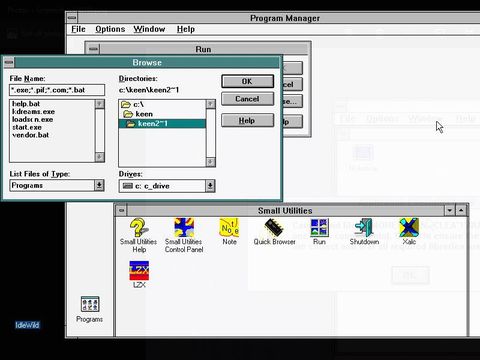 Program Manager
File Options Window Help
Run
Browse
File Name:
Directories:
*.exe;*.pif;*.com;*.bat
c:\keen\keen2~1
OK
Cancel
Help
help.bat
kdreams.exe
loadscn.exe
start.exe
vendor.bat
c:\
keen
keen2~1
List Files of Type:
Drives:
Programs
c: c_drive
Small Utilities
Small Utilities Help
Small Utilities Control Panel
Note
Quick Browser
Run
Shutdown
Xalc
LZX
Programs
IdleWild